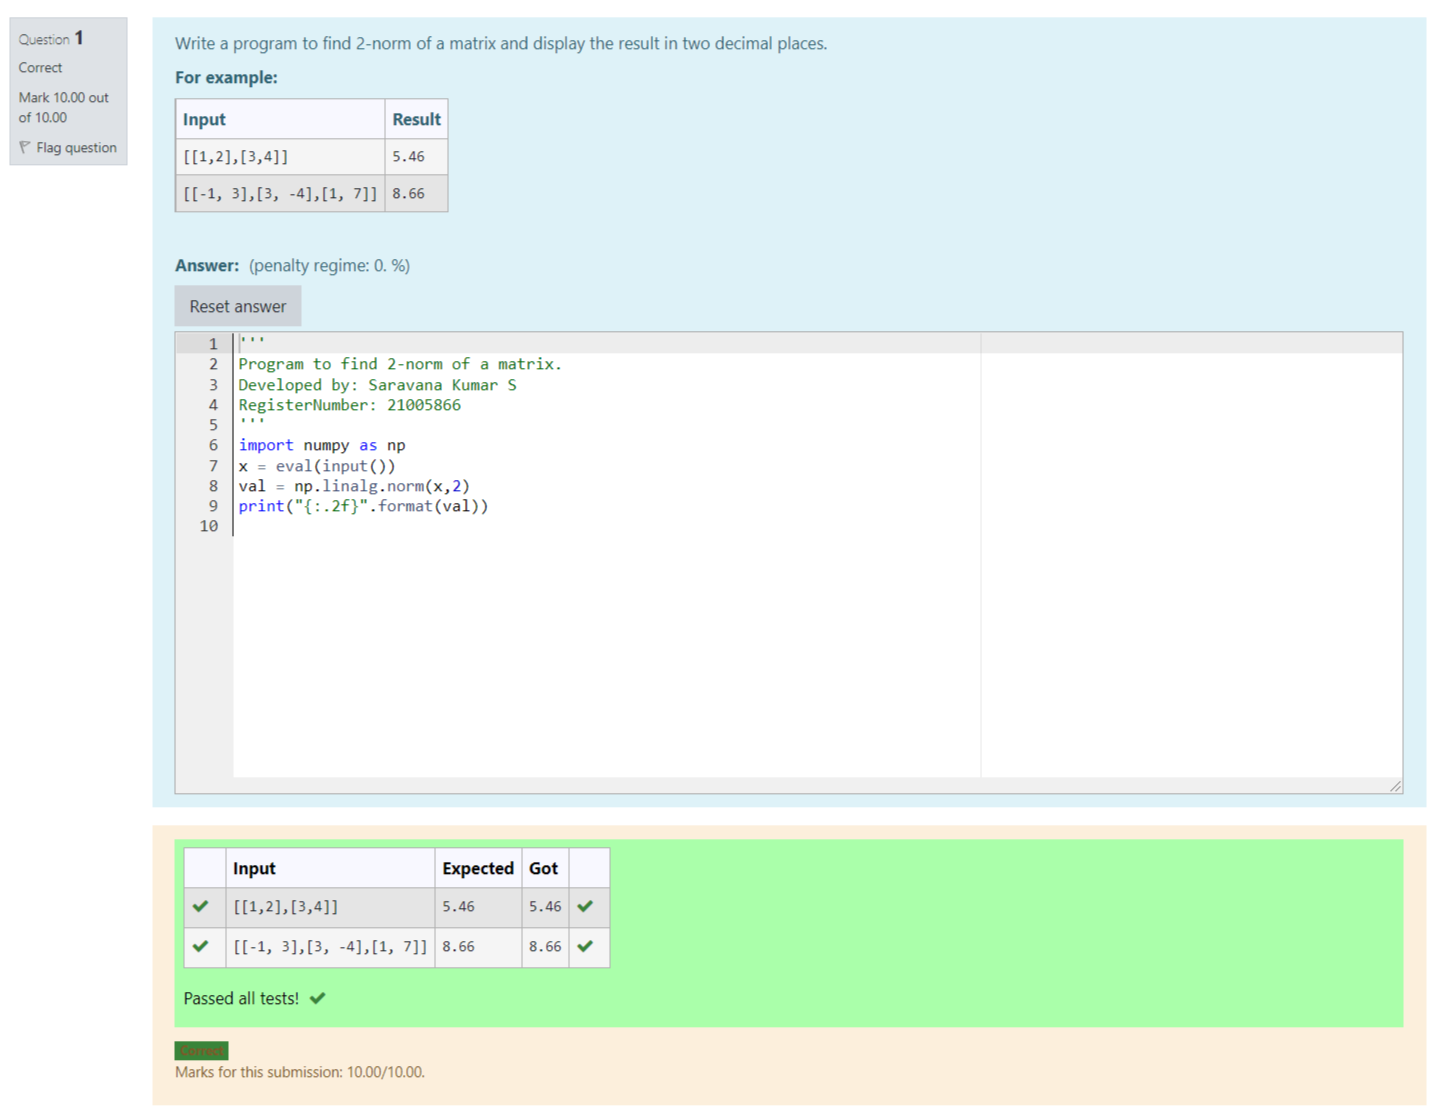 Question 1
Correct
Mark 10.00 out
of 10.00
Flag question
Write a program to find 2-norm of a matrix and display the result in two decimal places.
For example:
Input Result
[[1,2],[3,4]] 5.46
[[-1, 3],[3, -4],[1, 7]] 8.66
Answer: (penalty regime: 0. %)
Reset answer
1 '''
2 Program to find 2-norm of a matrix.
3 Developed by: Saravana Kumar S
4 RegisterNumber: 21005866
5 '''
6 import numpy as np
7 x = eval(input())
8 val = np.linalg.norm(x,2)
9 print("{:.2f}".format(val))
10
Input Expected Got
[[1,2],[3,4]] 5.46 5.46
[[-1, 3],[3, -4],[1, 7]] 8.66 8.66
Passed all tests!
Correct
Marks for this submission: 10.00/10.00.